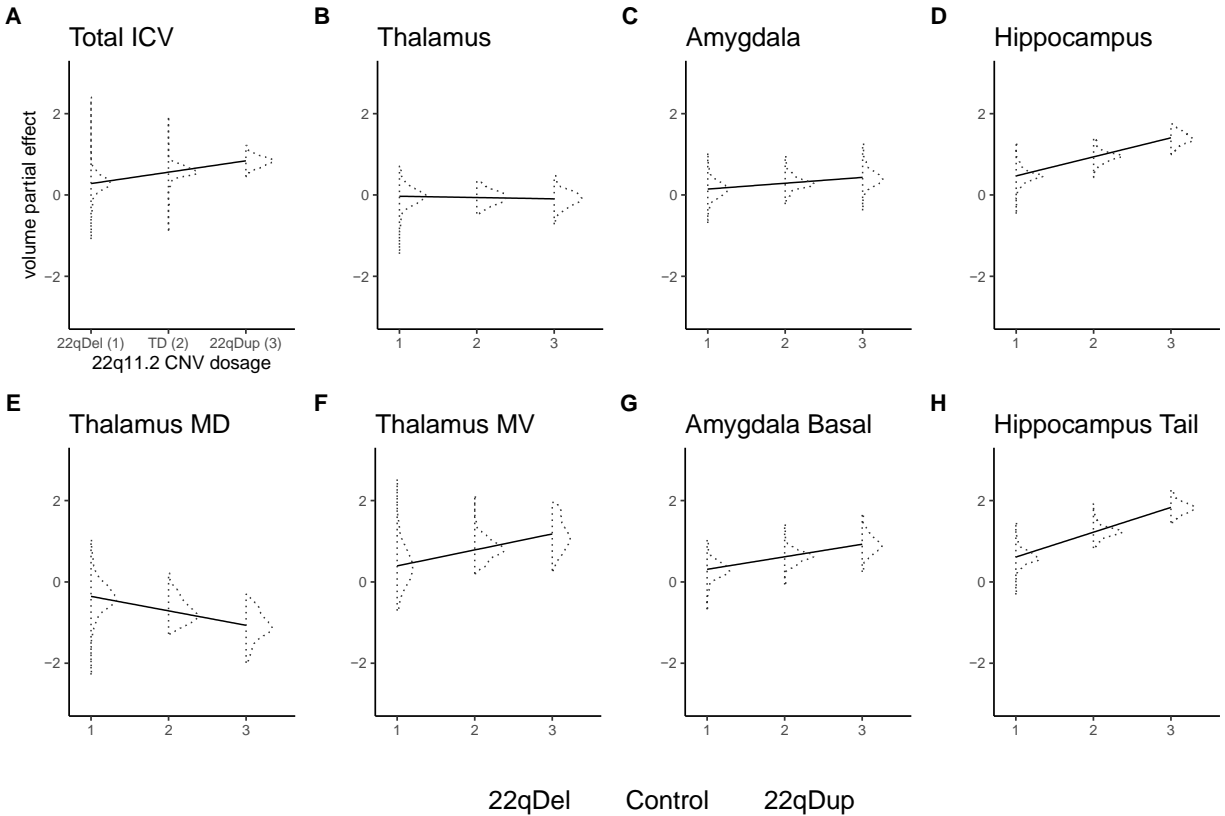 A
Total ICV
volume partial effect
2
0
−2
22qDel (1) TD (2) 22qDup (3)
22q11.2 CNV dosage
B
Thalamus
2
0
−2
1 2 3
C
Amygdala
2
0
−2
1 2 3
D
Hippocampus
2
0
−2
1 2 3
E
Thalamus MD
2
0
−2
1 2 3
F
Thalamus MV
2
0
−2
1 2 3
G
Amygdala Basal
2
0
−2
1 2 3
H
Hippocampus Tail
2
0
−2
1 2 3
22qDel Control 22qDup